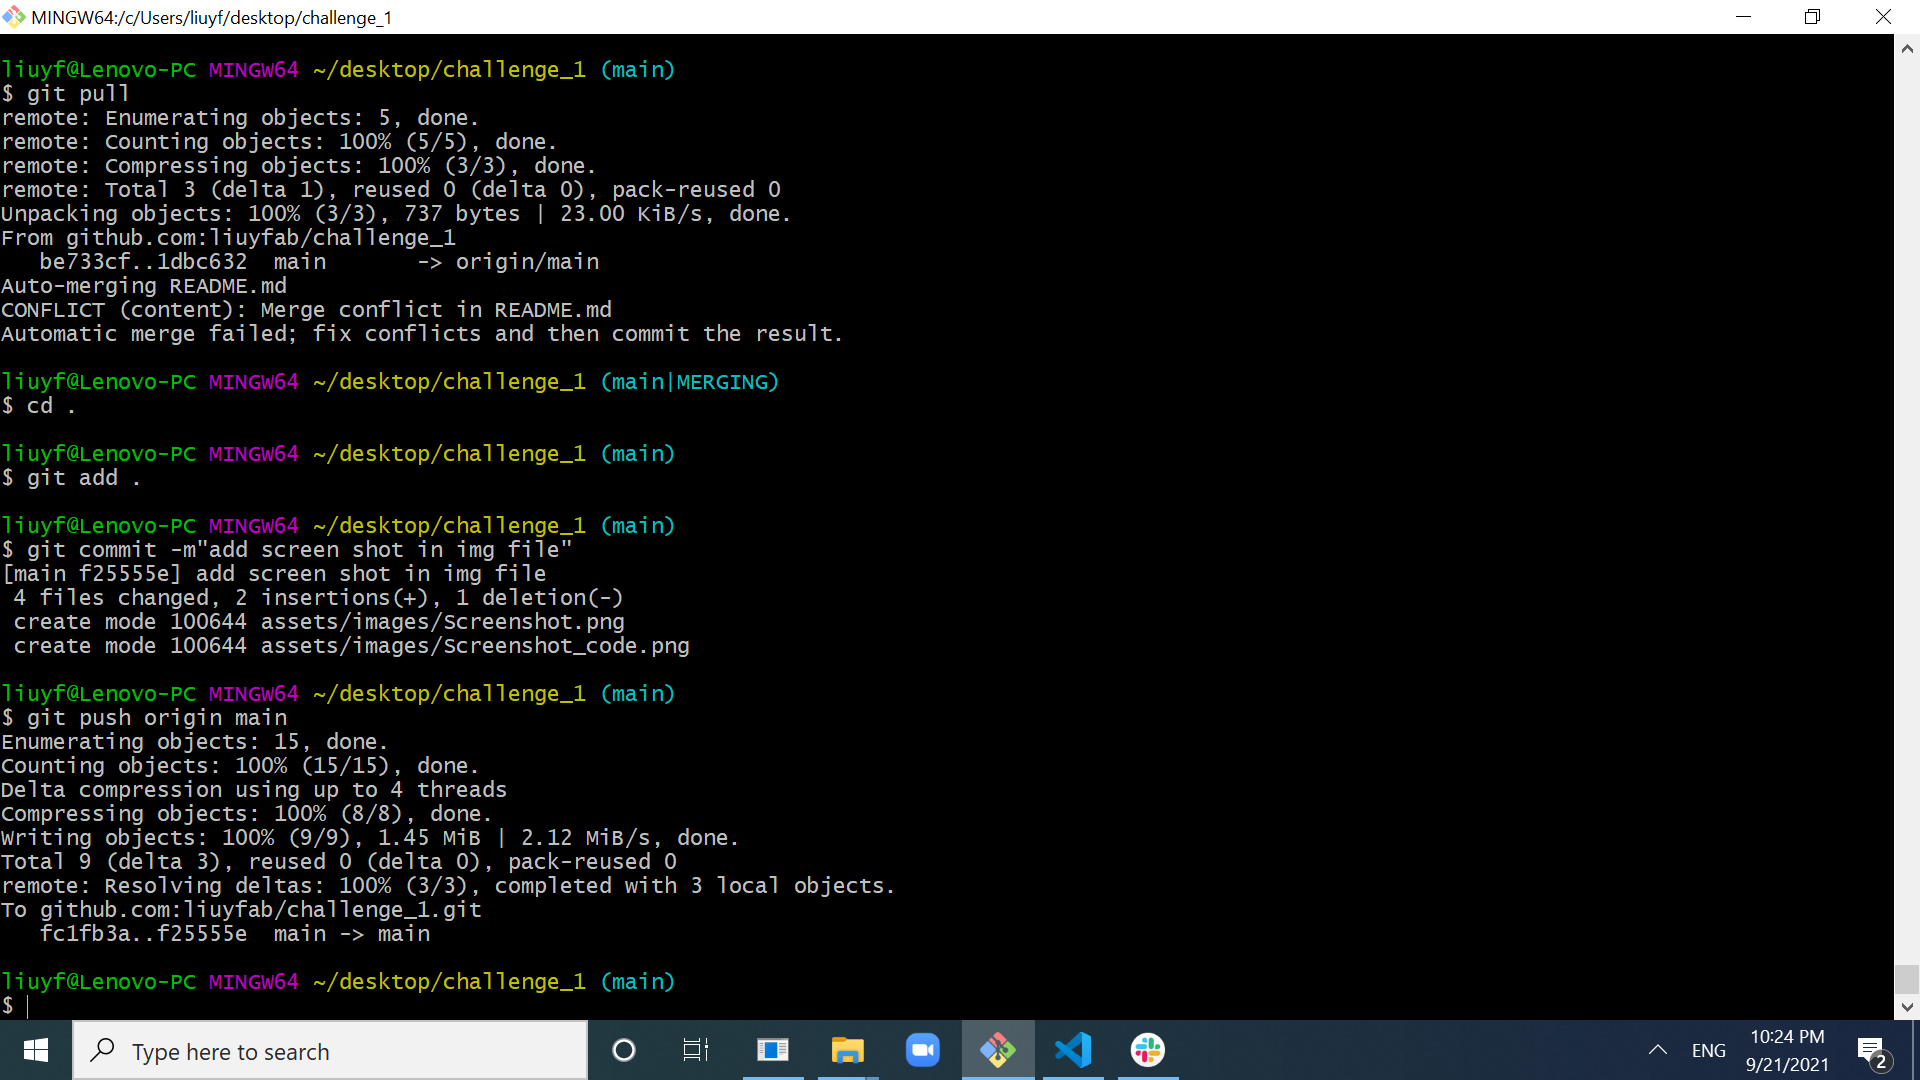 MINGW64:/c/Users/liuyf/desktop/challenge_1
liuyf@Lenovo-PC MINGW64 ~/desktop/challenge_1 (main)
$ git pull
remote: Enumerating objects: 5, done.
remote: Counting objects: 100% (5/5), done.
remote: Compressing objects: 100% (3/3), done.
remote: Total 3 (delta 1), reused 0 (delta 0), pack-reused 0
Unpacking objects: 100% (3/3), 737 bytes | 23.00 KiB/s, done.
From github.com:liuyfab/challenge_1
   be733cf..1dbc632  main       -> origin/main
Auto-merging README.md
CONFLICT (content): Merge conflict in README.md
Automatic merge failed; fix conflicts and then commit the result.
liuyf@Lenovo-PC MINGW64 ~/desktop/challenge_1 (main|MERGING)
$ cd .
liuyf@Lenovo-PC MINGW64 ~/desktop/challenge_1 (main)
$ git add .
liuyf@Lenovo-PC MINGW64 ~/desktop/challenge_1 (main)
$ git commit -m"add screen shot in img file"
[main f25555e] add screen shot in img file
 4 files changed, 2 insertions(+), 1 deletion(-)
 create mode 100644 assets/images/Screenshot.png
 create mode 100644 assets/images/Screenshot_code.png
liuyf@Lenovo-PC MINGW64 ~/desktop/challenge_1 (main)
$ git push origin main
Enumerating objects: 15, done.
Counting objects: 100% (15/15), done.
Delta compression using up to 4 threads
Compressing objects: 100% (8/8), done.
Writing objects: 100% (9/9), 1.45 MiB | 2.12 MiB/s, done.
Total 9 (delta 3), reused 0 (delta 0), pack-reused 0
remote: Resolving deltas: 100% (3/3), completed with 3 local objects.
To github.com:liuyfab/challenge_1.git
   fc1fb3a..f25555e  main -> main
liuyf@Lenovo-PC MINGW64 ~/desktop/challenge_1 (main)
$
Type here to search
ENG
10:24 PM
9/21/2021
2